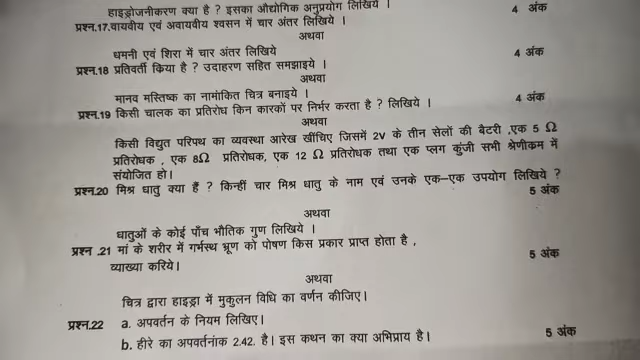 हाइड्रोजनीकरण क्या है ? इसका औद्योगिक अनुप्रयोग लिखिये । 4 अंक
प्रश्न.17.वायवीय एवं अवायवीय श्वसन में चार अंतर लिखिये ।
अथवा
धमनी एवं शिरा में चार अंतर लिखिये 4 अंक
प्रश्न.18 प्रतिवर्ती किया है ? उदाहरण सहित समझाइये ।
अथवा
मानव मस्तिष्क का नामांकित चित्र बनाइये । 4 अंक
प्रश्न.19 किसी चालक का प्रतिरोध किन कारकों पर निर्भर करता है ? लिखिये । 4 अंक
अथवा
किसी विद्युत परिपथ का व्यवस्था आरेख खींचिए जिसमें 2V के तीन सेलों की बैटरी ,एक 5 Ω
प्रतिरोधक , एक 8Ω प्रतिरोधक, एक 12 Ω प्रतिरोधक तथा एक प्लग कुंजी सभी श्रेणीकम में
संयोजित हो।
प्रश्न.20 मिश्र धातु क्या हैं ? किन्हीं चार मिश्र धातु के नाम एवं उनके एक–एक उपयोग लिखिये ?
5 अंक
अथवा
धातुओं के कोई पाँच भौतिक गुण लिखिये ।
प्रश्न .21 मां के शरीर में गर्भस्थ भ्रूण को पोषण किस प्रकार प्राप्त होता है ,
व्याख्या करिये। 5 अंक
अथवा
चित्र द्वारा हाइड्रा में मुकुलन विधि का वर्णन कीजिए।
प्रश्न.22 a. अपवर्तन के नियम लिखिए।
b. हीरे का अपवर्तनांक 2.42. है। इस कथन का क्या अभिप्राय है। 5 अंक